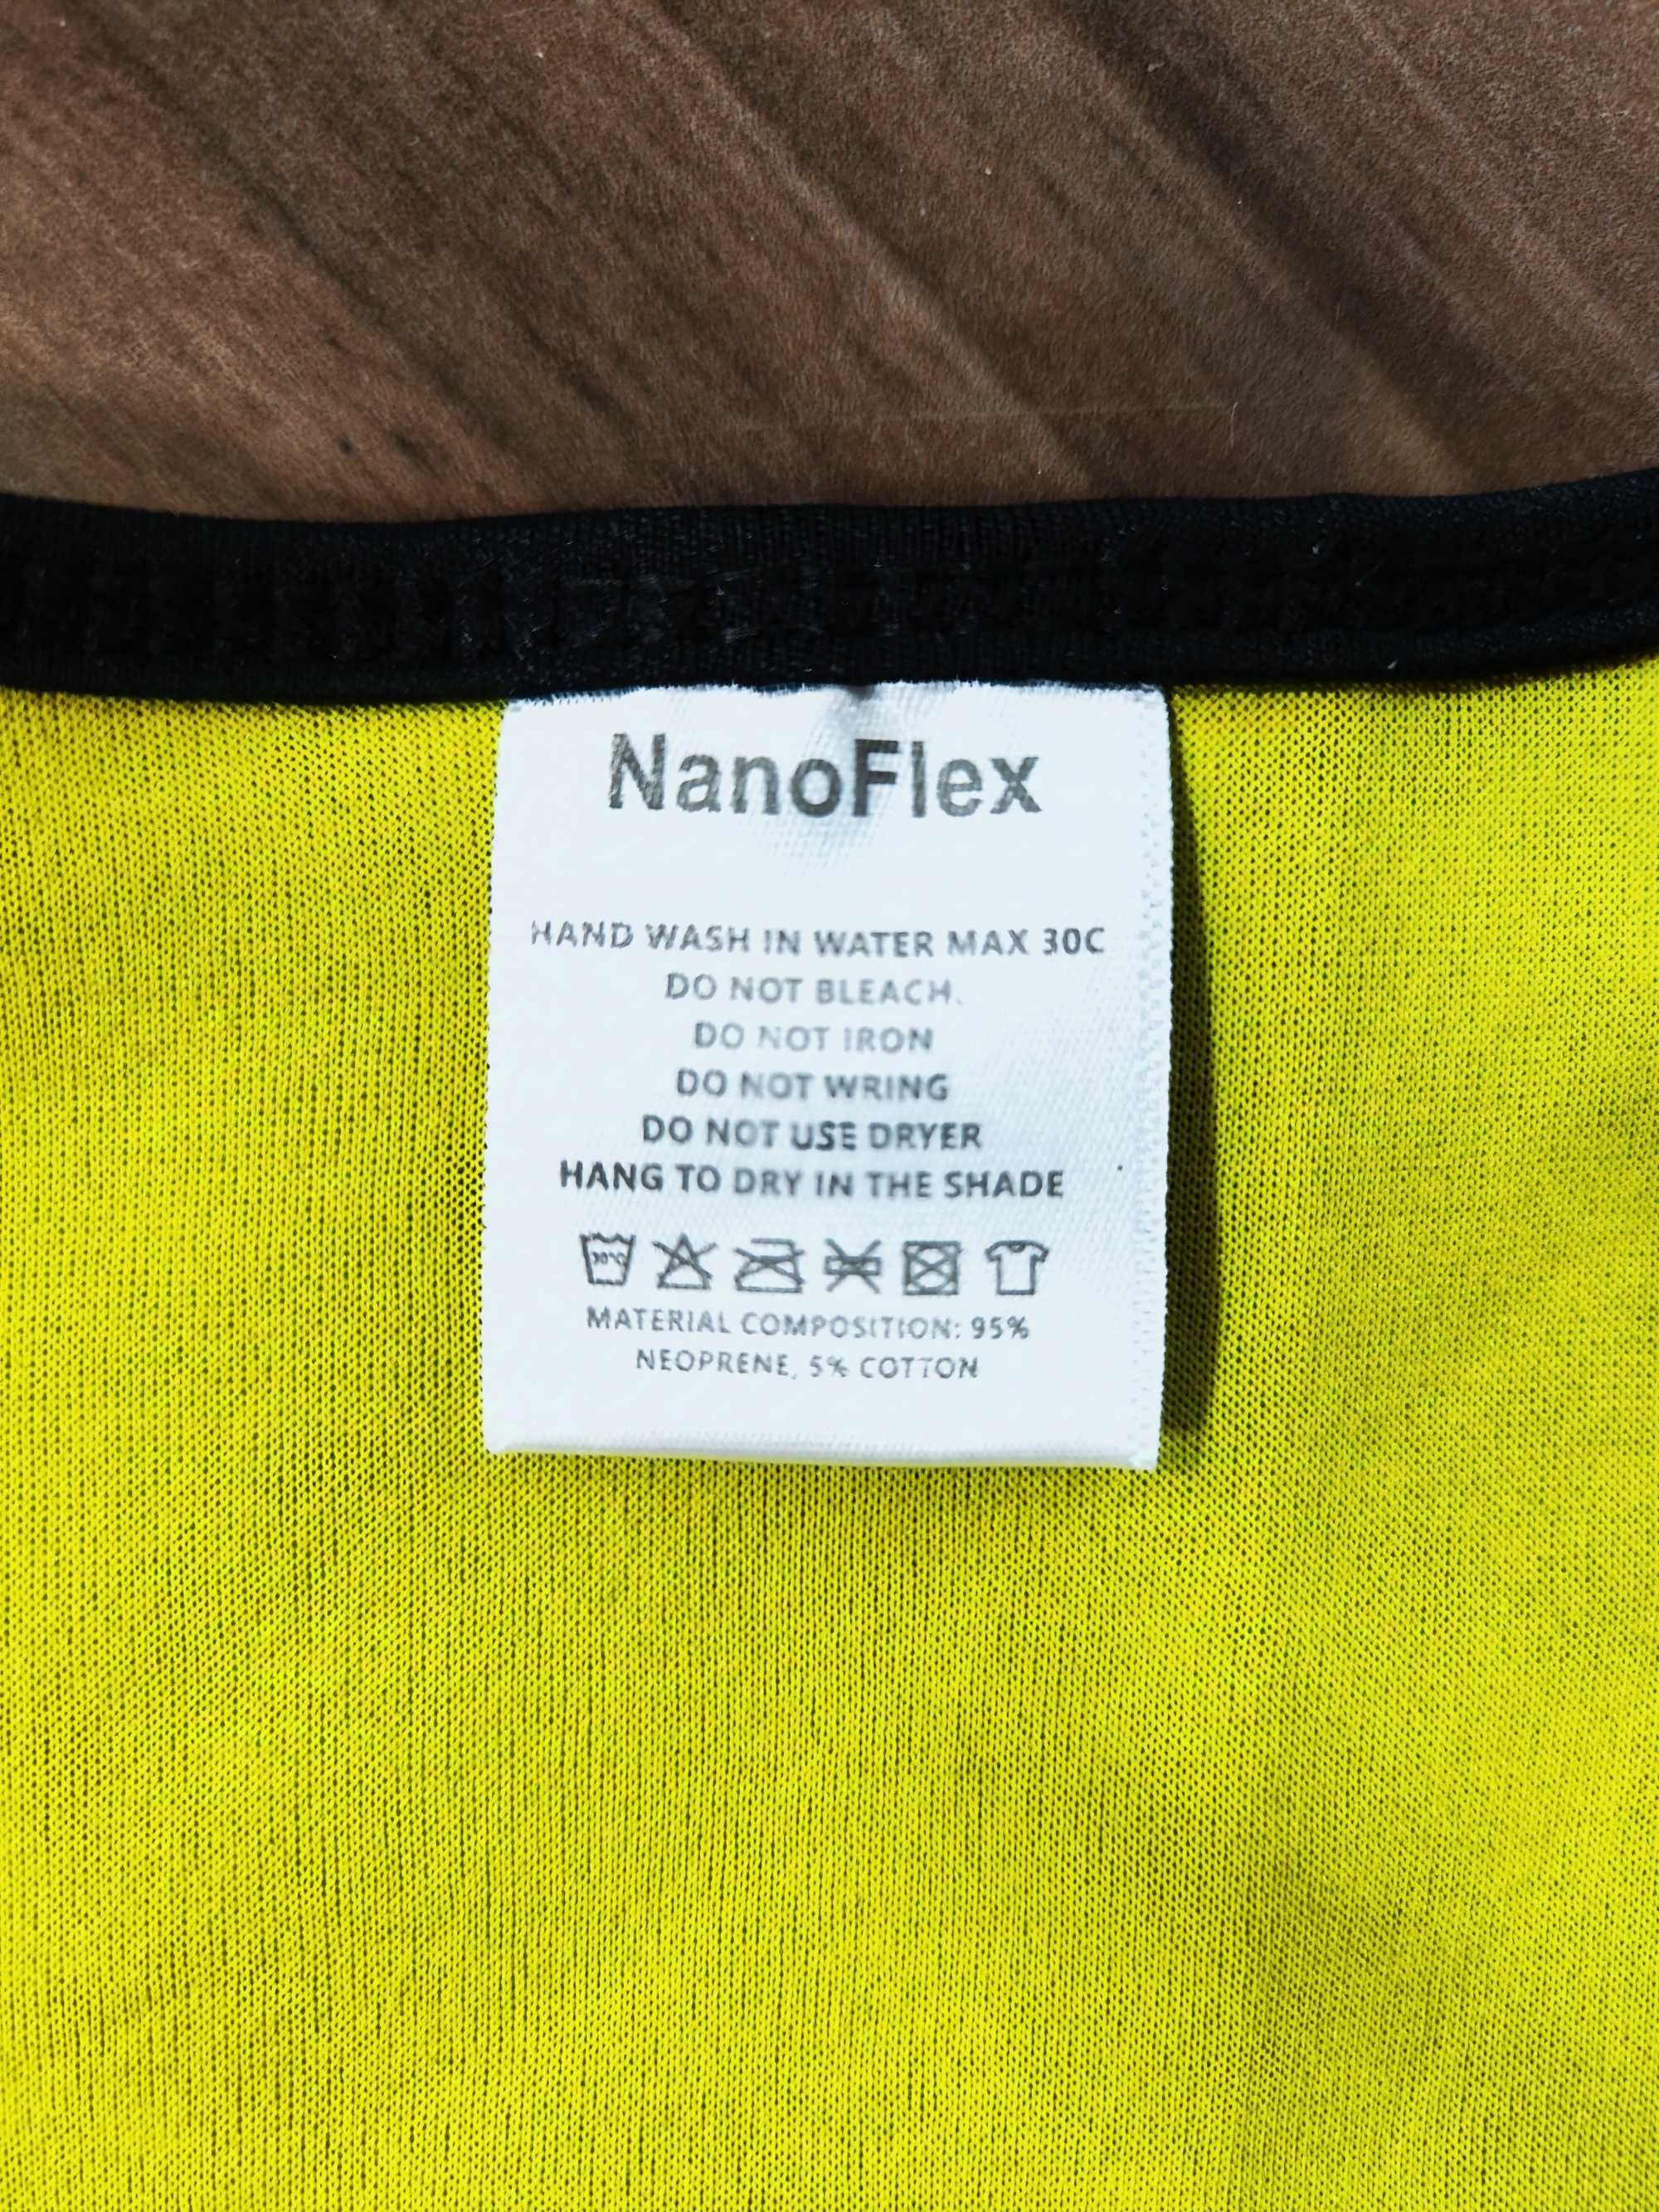 NanoFlex
HAND WASH IN WATER MAX 30C
DO NOT BLEACH.
DO NOT IRON
DO NOT WRING
DO NOT USE DRYER
HANG TO DRY IN THE SHADE
30°C
MATERIAL COMPOSITION: 95%
NEOPRENE, 5% COTTON